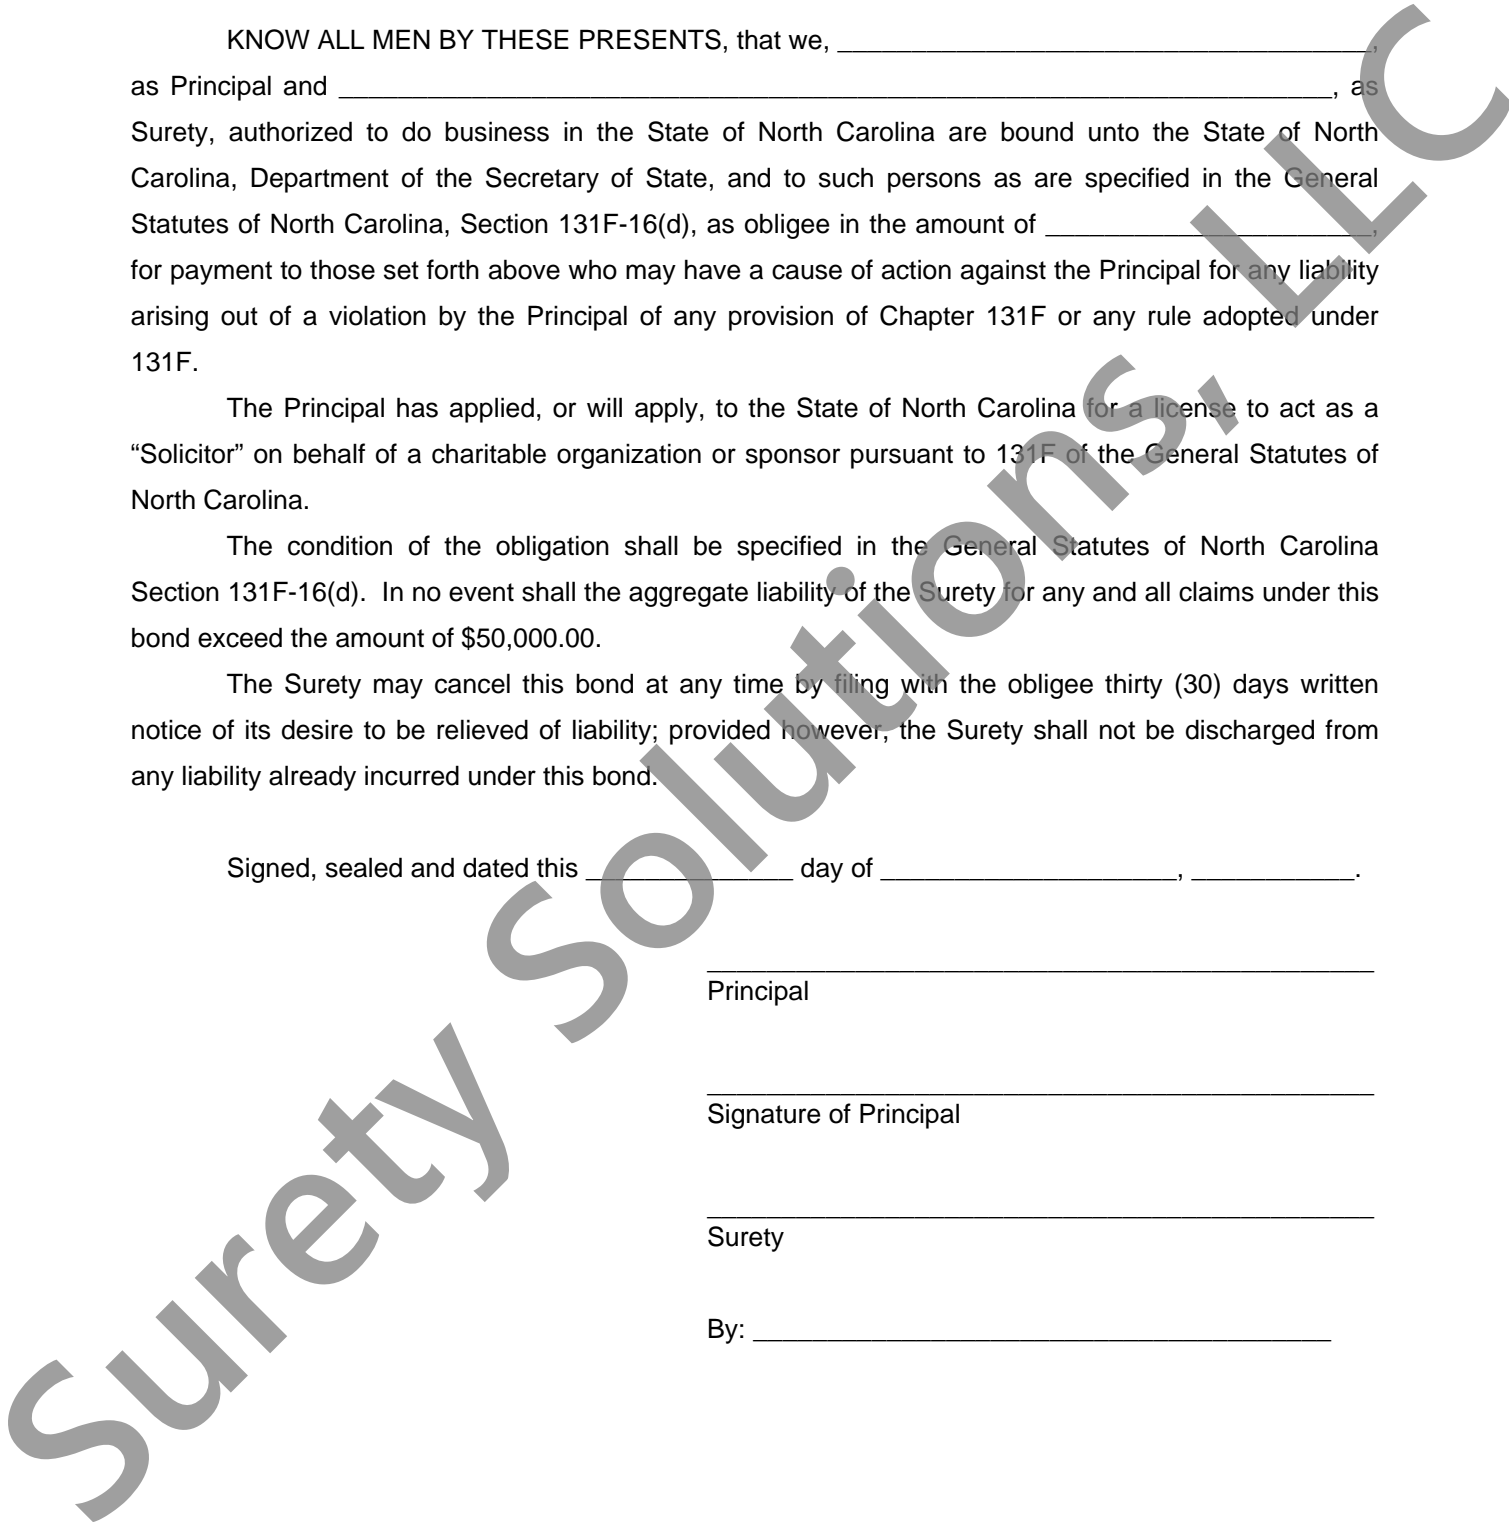 KNOW ALL MEN BY THESE PRESENTS, that we, ____________________________________,
as Principal and ___________________________________________________________________, as
Surety, authorized to do business in the State of North Carolina are bound unto the State of North
Carolina, Department of the Secretary of State, and to such persons as are specified in the General
Statutes of North Carolina, Section 131F-16(d), as obligee in the amount of ______________________,
for payment to those set forth above who may have a cause of action against the Principal for any liability
arising out of a violation by the Principal of any provision of Chapter 131F or any rule adopted under
131F.
The Principal has applied, or will apply, to the State of North Carolina for a license to act as a
“Solicitor” on behalf of a charitable organization or sponsor pursuant to 131F of the General Statutes of
North Carolina.
The condition of the obligation shall be specified in the General Statutes of North Carolina
Section 131F-16(d). In no event shall the aggregate liability of the Surety for any and all claims under this
bond exceed the amount of $50,000.00.
The Surety may cancel this bond at any time by filing with the obligee thirty (30) days written
notice of its desire to be relieved of liability; provided however, the Surety shall not be discharged from
any liability already incurred under this bond.
Signed, sealed and dated this ______________ day of ____________________, ___________.
_____________________________________________
Principal
_____________________________________________
Signature of Principal
_____________________________________________
Surety
By: _______________________________________
Surety Solutions, LLC